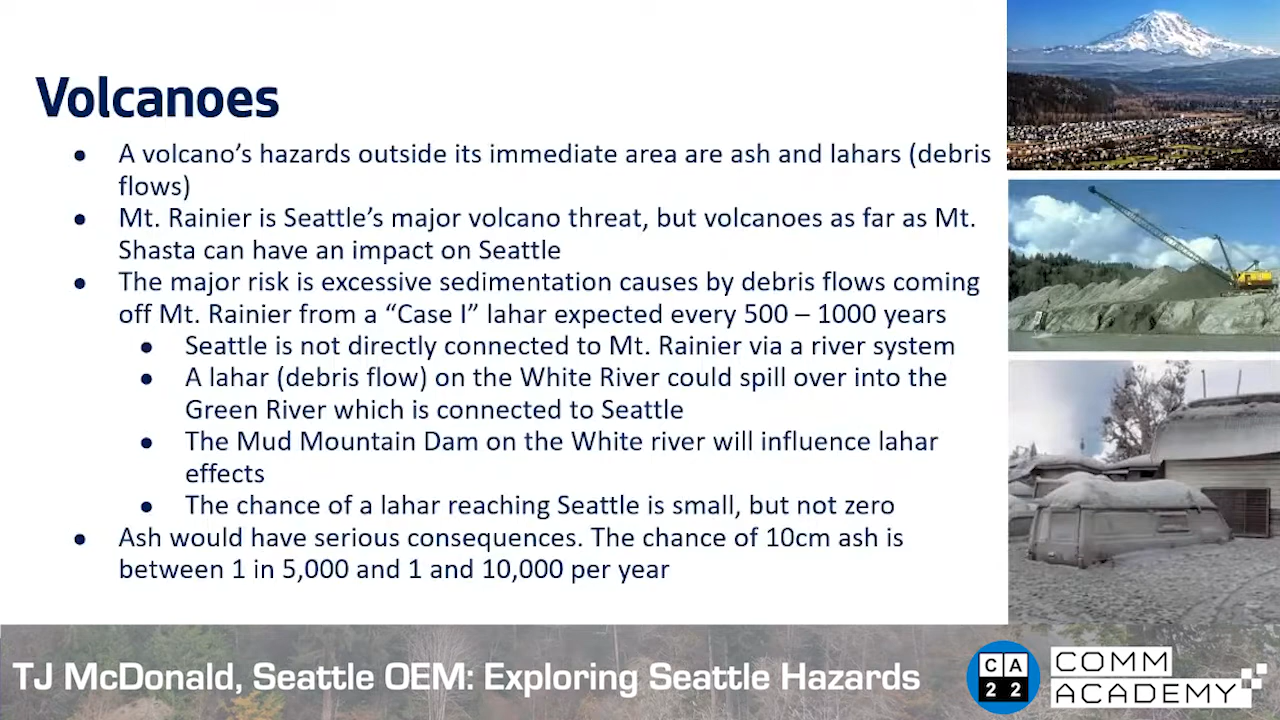 Volcanoes
● A volcano’s hazards outside its immediate area are ash and lahars (debris
flows)
● Mt. Rainier is Seattle’s major volcano threat, but volcanoes as far as Mt.
Shasta can have an impact on Seattle
● The major risk is excessive sedimentation causes by debris flows coming
off Mt. Rainier from a “Case I” lahar expected every 500 – 1000 years
● Seattle is not directly connected to Mt. Rainier via a river system
● A lahar (debris flow) on the White River could spill over into the
Green River which is connected to Seattle
● The Mud Mountain Dam on the White river will influence lahar
effects
● The chance of a lahar reaching Seattle is small, but not zero
● Ash would have serious consequences. The chance of 10cm ash is
between 1 in 5,000 and 1 and 10,000 per year
TJ McDonald, Seattle OEM: Exploring Seattle Hazards
CA
22
COMM
ACADEMY